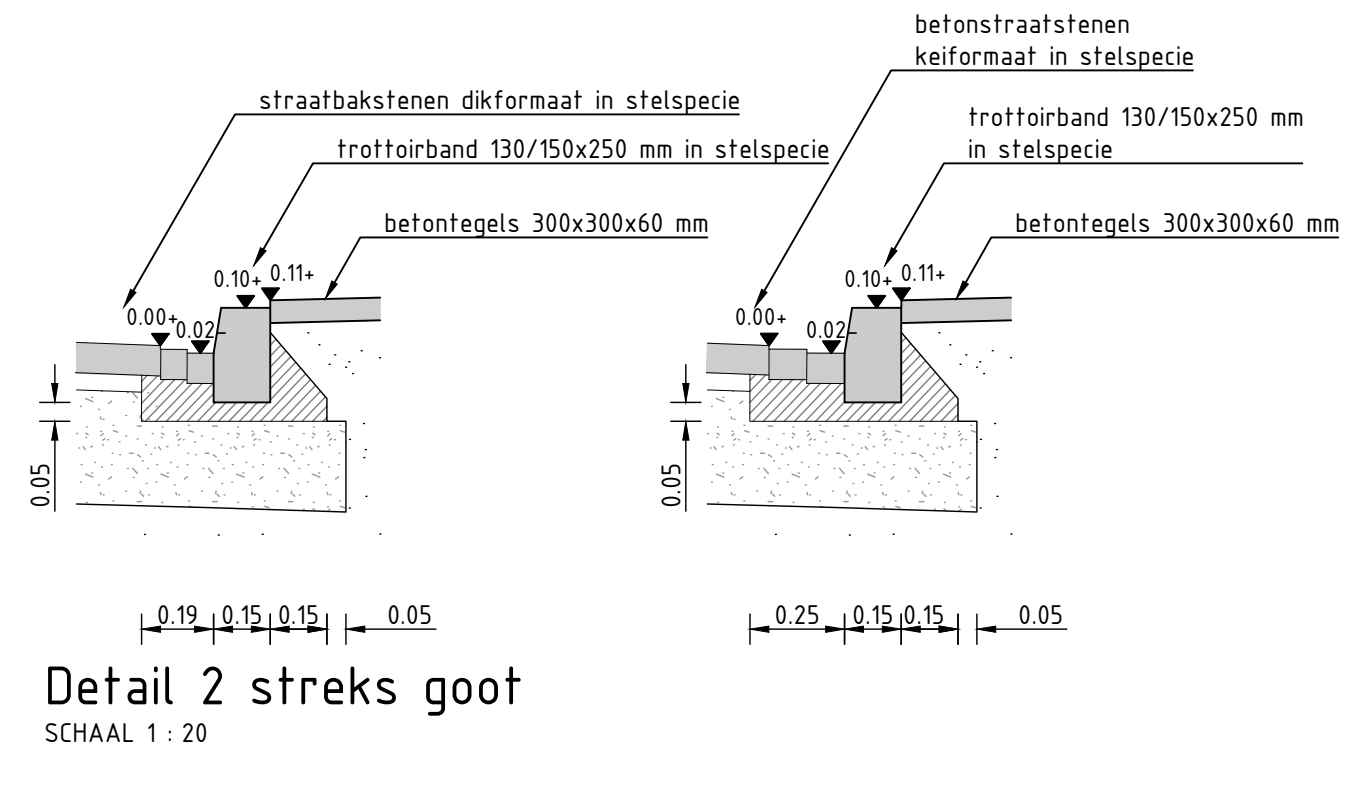 betonstraatstenen
keiformaat in stelspecie
straatbakstenen dikformaat in stelspecie
trottoirband 130/150x250 mm
in stelspecie
trottoirband 130/150x250 mm in stelspecie
betontegels 300x300x60 mm
betontegels 300x300x60 mm
0.10+ 0.11+
0.10+ 0.11+
0.00+ 0.02-
0.00+ 0.02-
0.05
0.05
0.19 0.15 0.15 0.05
0.25 0.15 0.15 0.05
Detail 2 streks goot
SCHAAL 1 : 20